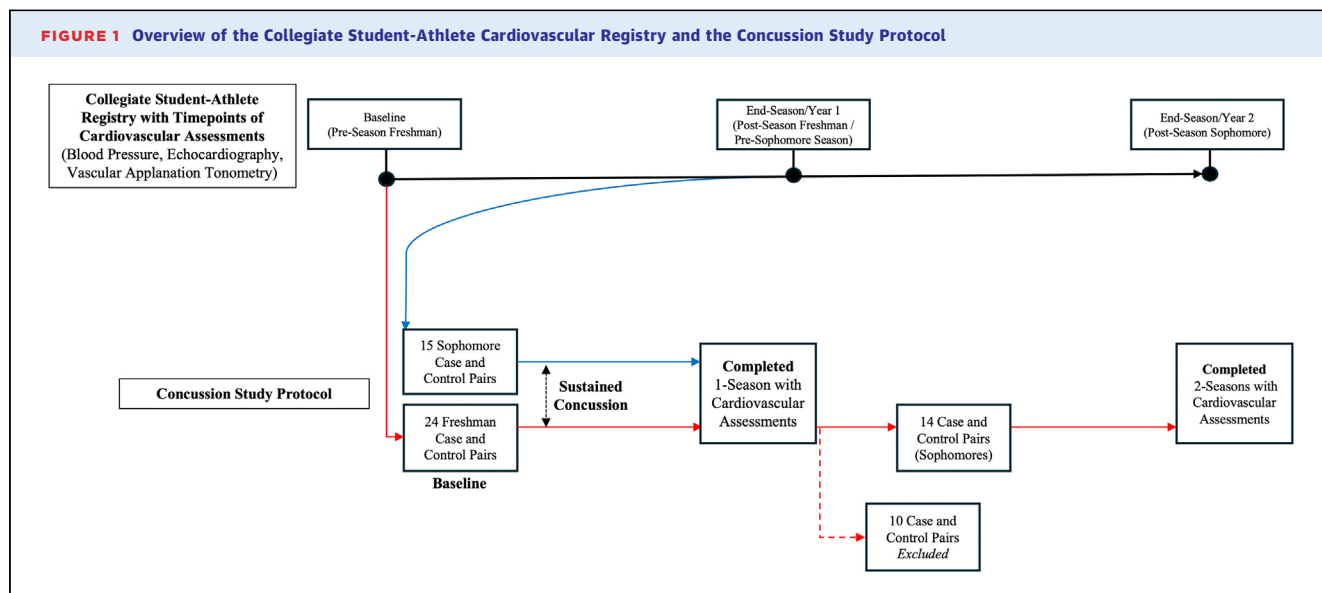 FIGURE 1 Overview of the Collegiate Student-Athlete Cardiovascular Registry and the Concussion Study Protocol
Collegiate Student-Athlete
Registry with Timepoints of
Cardiovascular Assessments
(Blood Pressure, Echocardiography,
Vascular Applanation Tonometry)
Baseline
(Pre-Season Freshman)
End-Season/Year 1
(Post-Season Freshman /
Pre-Sophomore Season)
End-Season/Year 2
(Post-Season Sophomore)
Concussion Study Protocol
15 Sophomore
Case and
Control Pairs
Sustained
Concussion
24 Freshman
Case and
Control Pairs
Baseline
Completed
1-Season with
Cardiovascular
Assessments
14 Case and
Control Pairs
(Sophomores)
10 Case and
Control Pairs
Excluded
Completed
2-Seasons with
Cardiovascular
Assessments